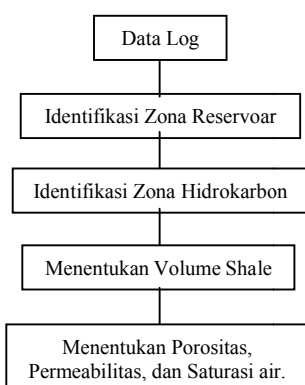 Data Log
Identifikasi Zona Reservoar
Identifikasi Zona Hidrokarbon
Menentukan Volume Shale
Menentukan Porositas,
Permeabilitas, dan Saturasi air.